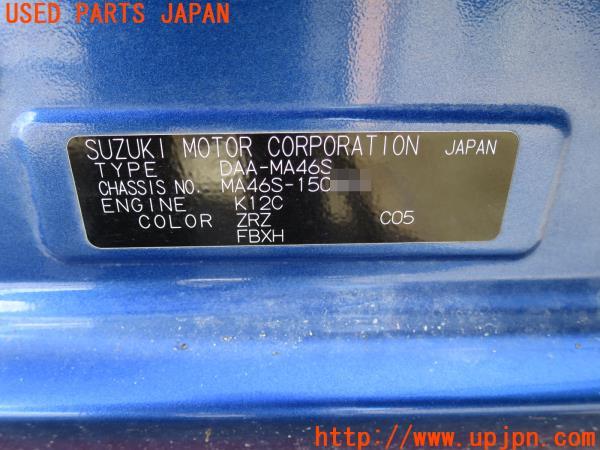 USED PARTS JAPAN
SUZUKI MOTOR CORPORATION JAPAN
TYPE DAA-MA46S
CHASSIS NO. MA46S-150
ENGINE K12C
COLOR ZRZ C05
FBXH
http://www.upjpn.com